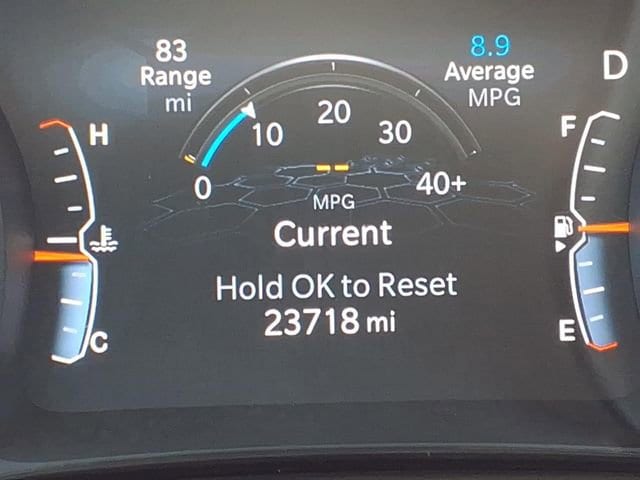 83
Range
mi
8.9
Average
MPG
D
H
F
0
10
20
30
40+
MPG
Current
Hold OK to Reset
23718 mi
C
E